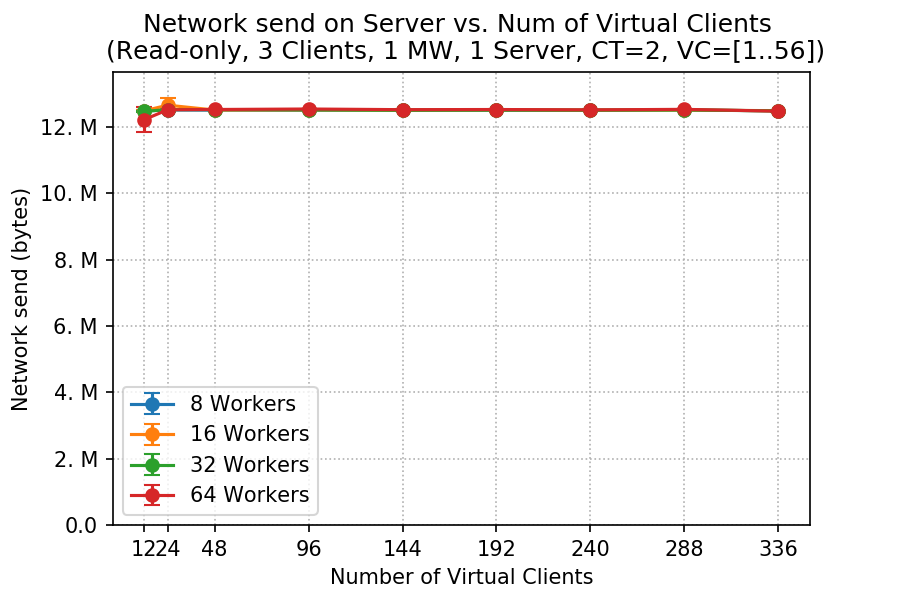 Network send on Server vs. Num of Virtual Clients
(Read-only, 3 Clients, 1 MW, 1 Server, CT=2, VC=[1..56])
Network send (bytes)
12. M
10. M
8. M
6. M
4. M
2. M
0.0
8 Workers
16 Workers
32 Workers
64 Workers
12 24 48 96 144 192 240 288 336
Number of Virtual Clients